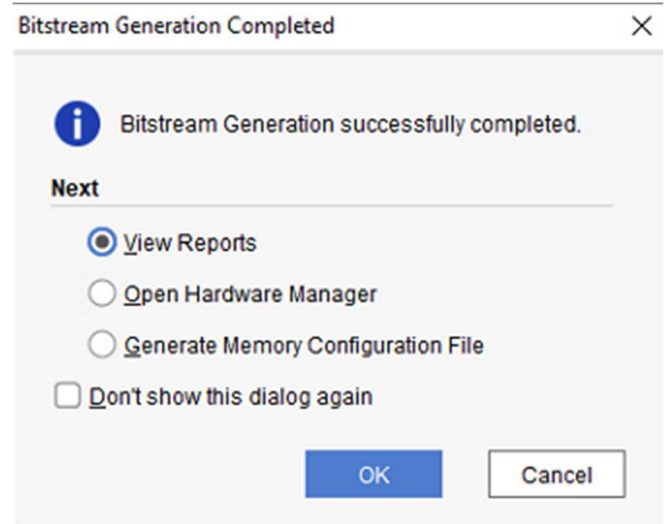 Bitstream Generation Completed
Bitstream Generation successfully completed.
Next
View Reports
Open Hardware Manager
Generate Memory Configuration File
Don't show this dialog again
OK Cancel